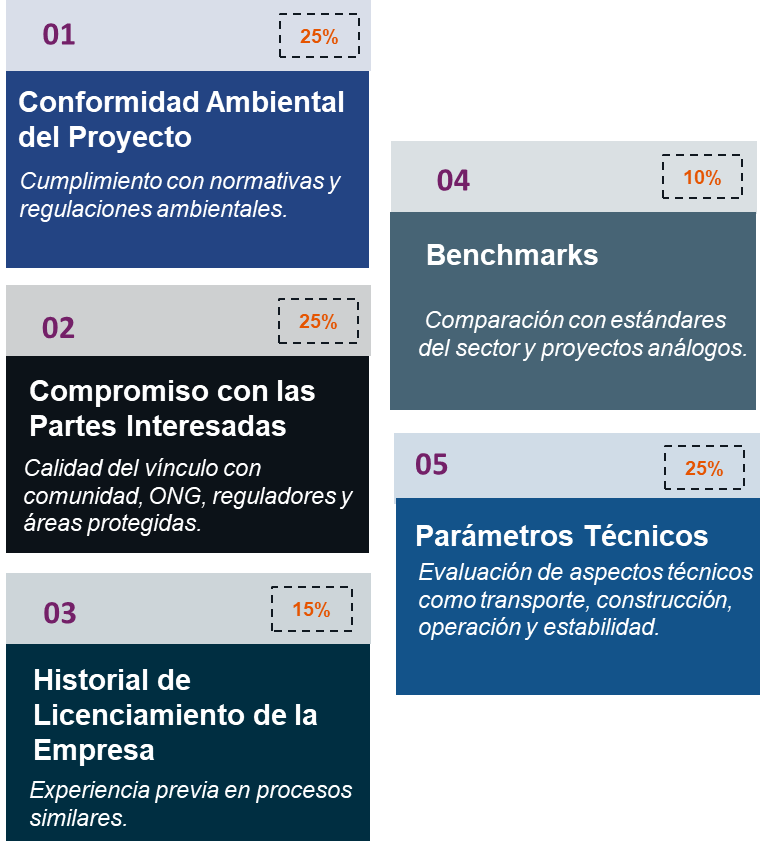 01
25%
Conformidad Ambiental
del Proyecto
Cumplimiento con normativas y
regulaciones ambientales.
02
25%
Compromiso con las
Partes Interesadas
Calidad del vínculo con
comunidad, ONG, reguladores y
áreas protegidas.
03
15%
Historial de
Licenciamiento de la
Empresa
Experiencia previa en procesos
similares.
04
10%
Benchmarks
Comparación con estándares
del sector y proyectos análogos.
05
25%
Parámetros Técnicos
Evaluación de aspectos técnicos
como transporte, construcción,
operación y estabilidad.